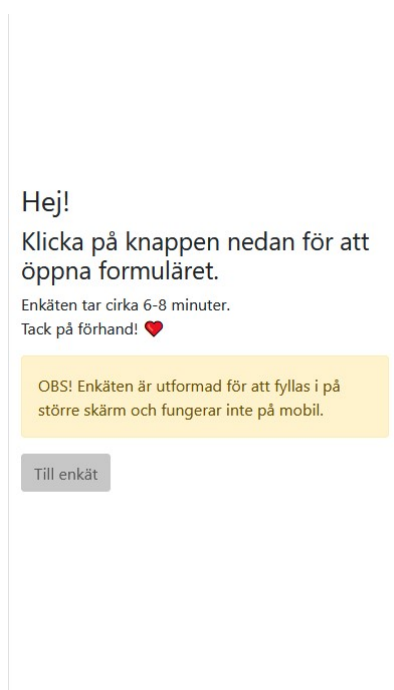 Hej!
Klicka på knappen nedan för att
öppna formuläret.
Enkäten tar cirka 6-8 minuter.
Tack på förhand! ❤️
OBS! Enkäten är utformad för att fyllas i på
större skärm och fungerar inte på mobil.
Till enkät